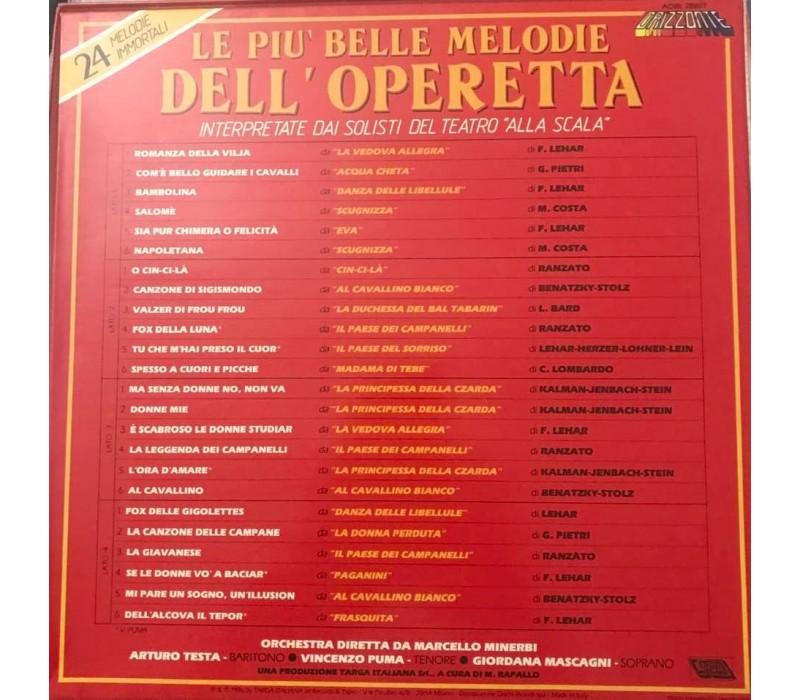 24 MELODIE
IMMORTALI
ORIZZONTE
LE PIU' BELLE MELODIE
DELL'OPERETTA
INTERPRETATE DAI SOLISTI DEL TEATRO "ALLA SCALA"
ROMANZA DELLA VILJA da "LA VEDOVA ALLEGRA" di F. LEHAR
COM'È BELLO GUIDARE I CAVALLI da "ACQUA CHETA" di G. PIETRI
BAMBOLINA da "DANZA DELLE LIBELLULE" di F. LEHAR
4. SALOMÈ da "SCUGNIZZA" di M. COSTA
5. SIA PUR CHIMERA O FELICITÀ da "EVA" di F. LEHAR
6. NAPOLETANA da "SCUGNIZZA" di M. COSTA
LATO 2
1. O CIN-CI-LÀ da "CIN-CI-LÀ" di RANZATO
2. CANZONE DI SIGISMONDO da "AL CAVALLINO BIANCO" di BENATZKY-STOLZ
3. VALZER DI FROU FROU da "LA DUCHESSA DEL BAL TABARIN" di L. BARD
4. FOX DELLA LUNA* da "IL PAESE DEI CAMPANELLI" di RANZATO
5. TU CHE M'HAI PRESO IL CUOR* da "IL PAESE DEL SORRISO" di LEHAR-HERZER-LOHNER-LEIN
6. SPESSO A CUORI E PICCHE da "MADAMA DI TEBE" di C. LOMBARDO
LATO 3
1. MA SENZA DONNE NO, NON VA da "LA PRINCIPESSA DELLA CZARDA" di KALMAN-JENBACH-STEIN
2. DONNE MIE da "LA PRINCIPESSA DELLA CZARDA" di KALMAN-JENBACH-STEIN
3. È SCABROSO LE DONNE STUDIAR da "LA VEDOVA ALLEGRA" di F. LEHAR
4. LA LEGGENDA DEI CAMPANELLI da "IL PAESE DEI CAMPANELLI" di RANZATO
5. L'ORA D'AMARE* da "LA PRINCIPESSA DELLA CZARDA" di KALMAN-JENBACH-STEIN
6. AL CAVALLINO da "AL CAVALLINO BIANCO" di BENATZKY-STOLZ
LATO 4
1. FOX DELLE GIGOLETTES da "DANZA DELLE LIBELLULE" di LEHAR
2. LA CANZONE DELLE CAMPANE da "LA DONNA PERDUTA" di G. PIETRI
3. LA GIAVANESE da "IL PAESE DEI CAMPANELLI" di RANZATO
4. SE LE DONNE VO' A BACIAR* da "PAGANINI" di F. LEHAR
5. MI PARE UN SOGNO, UN'ILLUSION da "AL CAVALLINO BIANCO" di BENATZKY-STOLZ
6. DELL'ALCOVA IL TEPOR* da "FRASQUITA" di F. LEHAR
* V. PUMA
ORCHESTRA DIRETTA DA MARCELLO MINERBI
ARTURO TESTA - BARITONO ● VINCENZO PUMA - TENORE ● GIORDANA MASCAGNI - SOPRANO
UNA PRODUZIONE TARGA ITALIANA Srl., A CURA DI M. RAPALLO